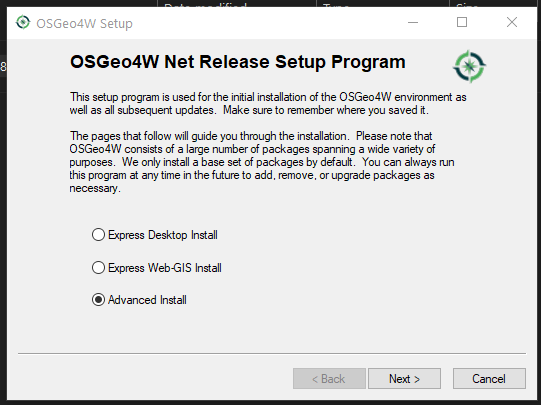 Date modified Type Size
OSGeo4W Setup
8
OSGeo4W Net Release Setup Program
This setup program is used for the initial installation of the OSGeo4W environment as
well as all subsequent updates.  Make sure to remember where you saved it.
The pages that follow will guide you through the installation.  Please note that
OSGeo4W consists of a large number of packages spanning a wide variety of
purposes.  We only install a base set of packages by default.  You can always run
this program at any time in the future to add, remove, or upgrade packages as
necessary.
Express Desktop Install
Express Web-GIS Install
Advanced Install
< Back Next > Cancel